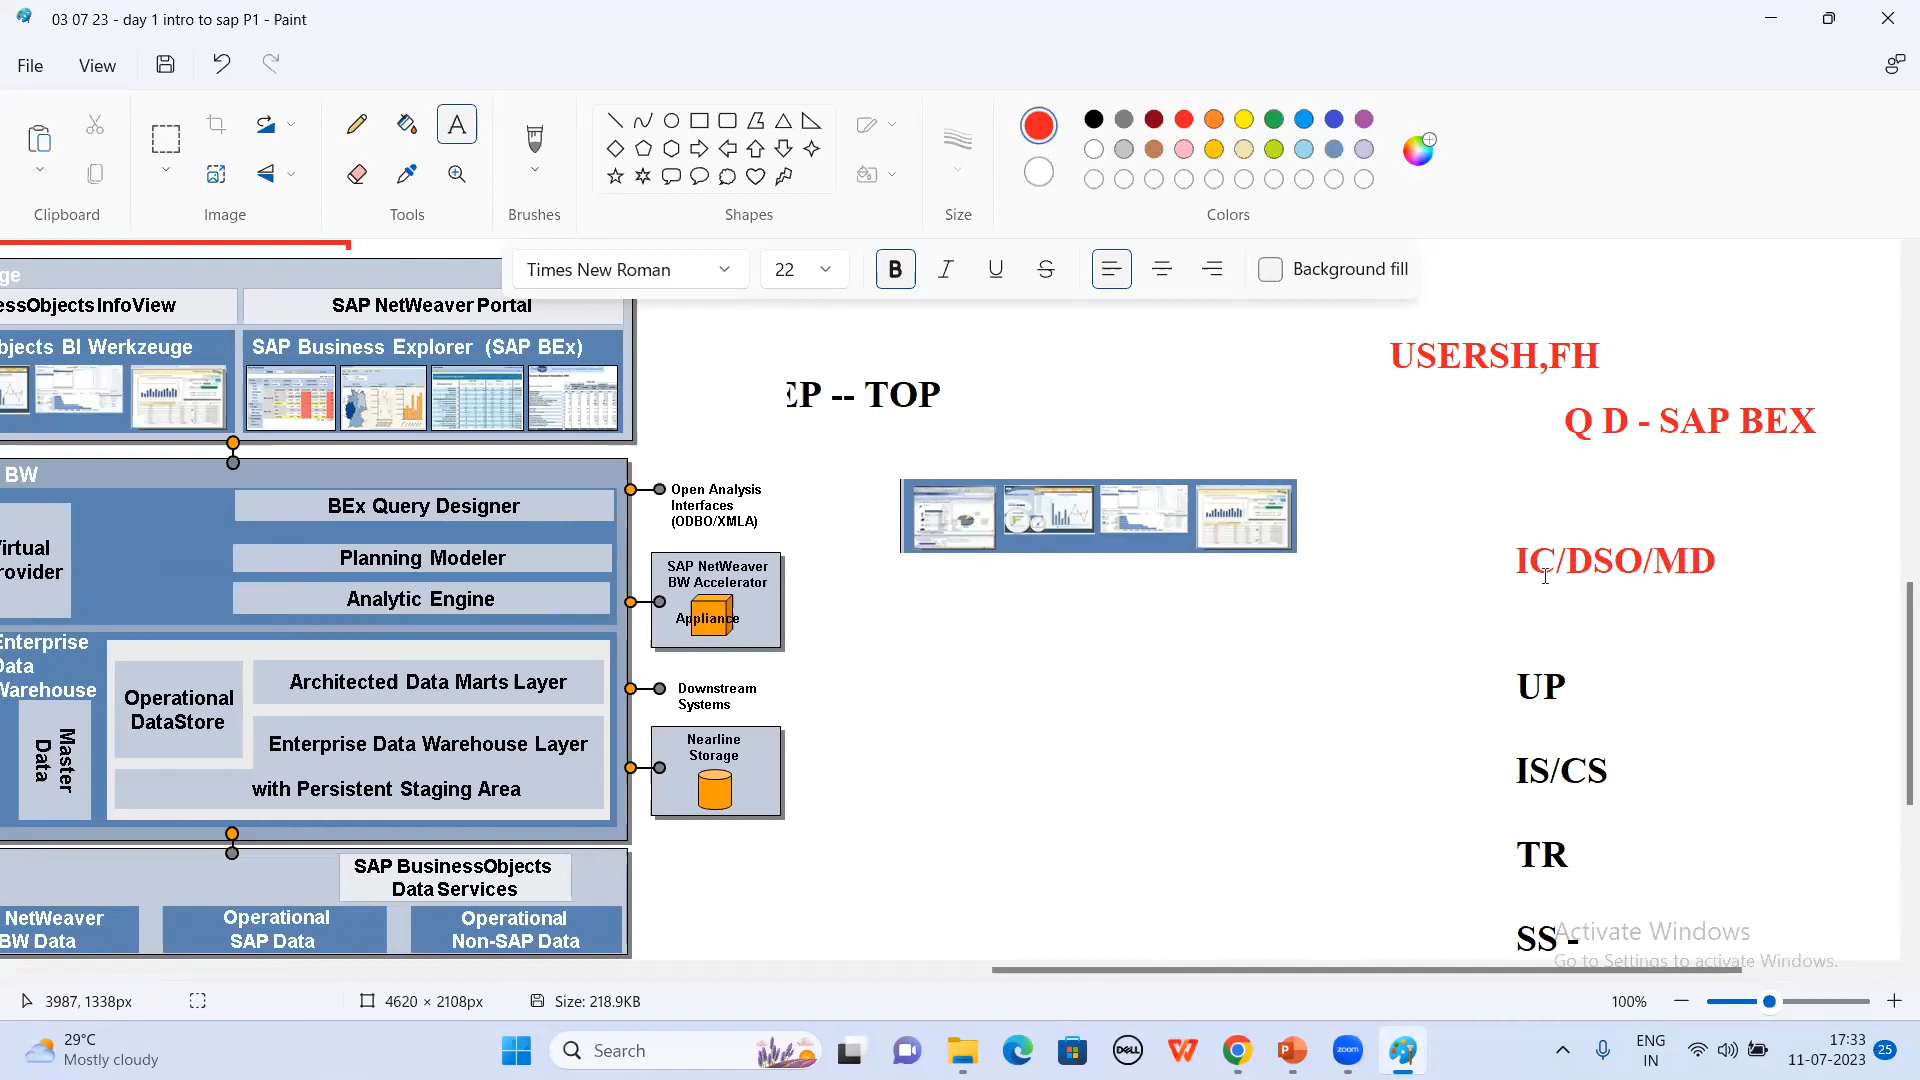 03 07 23 - day 1 intro to sap P1 - Paint
File
View
Clipboard
Image
Tools
Brushes
Shapes
Size
Colors
Times New Roman
22
B
Background fill
ge
essObjects InfoView
SAP NetWeaver Portal
bjects BI Werkzeuge
SAP Business Explorer (SAP BEx)
EP -- TOP
USERSH,FH
Q D - SAP BEX
BW
BEx Query Designer
Virtual
rovider
Planning Modeler
Analytic Engine
Open Analysis
Interfaces
(ODBO/XMLA)
SAP NetWeaver
BW Accelerator
Appliance
IC/DSO/MD
Enterprise
Data
Warehouse
Master
Data
Operational
DataStore
Architected Data Marts Layer
Enterprise Data Warehouse Layer
with Persistent Staging Area
Downstream
Systems
Nearline
Storage
UP
IS/CS
TR
SS -
SAP BusinessObjects
Data Services
NetWeaver
BW Data
Operational
SAP Data
Operational
Non-SAP Data
Activate Windows
Go to Settings to activate Windows.
3987, 1338px
4620 × 2108px
Size: 218.9KB
100%
29°C
Mostly cloudy
Search
DELL
zoom
ENG
IN
17:33
11-07-2023
25